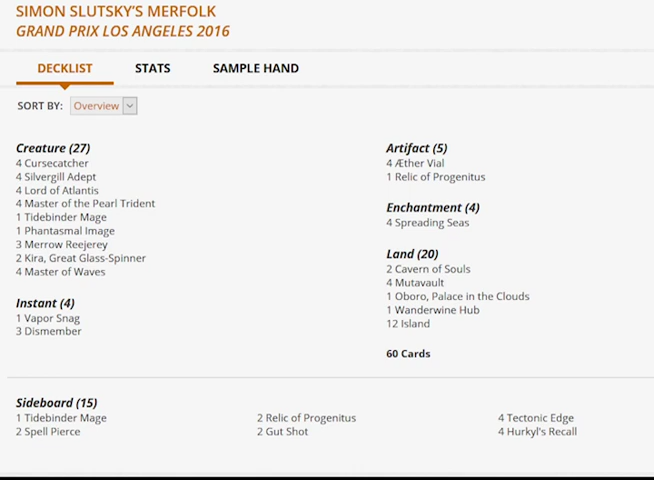 SIMON SLUTSKY'S MERFOLK
GRAND PRIX LOS ANGELES 2016
DECKLIST STATS SAMPLE HAND
SORT BY: Overview
Creature (27)
4 Cursecatcher
4 Silvergill Adept
4 Lord of Atlantis
4 Master of the Pearl Trident
1 Tidebinder Mage
1 Phantasmal Image
3 Merrow Reejerey
2 Kira, Great Glass-Spinner
4 Master of Waves
Instant (4)
1 Vapor Snag
3 Dismember
Artifact (5)
4 Æther Vial
1 Relic of Progenitus
Enchantment (4)
4 Spreading Seas
Land (20)
2 Cavern of Souls
4 Mutavault
1 Oboro, Palace in the Clouds
1 Wanderwine Hub
12 Island
60 Cards
Sideboard (15)
1 Tidebinder Mage
2 Spell Pierce
2 Relic of Progenitus
2 Gut Shot
4 Tectonic Edge
4 Hurkyl's Recall